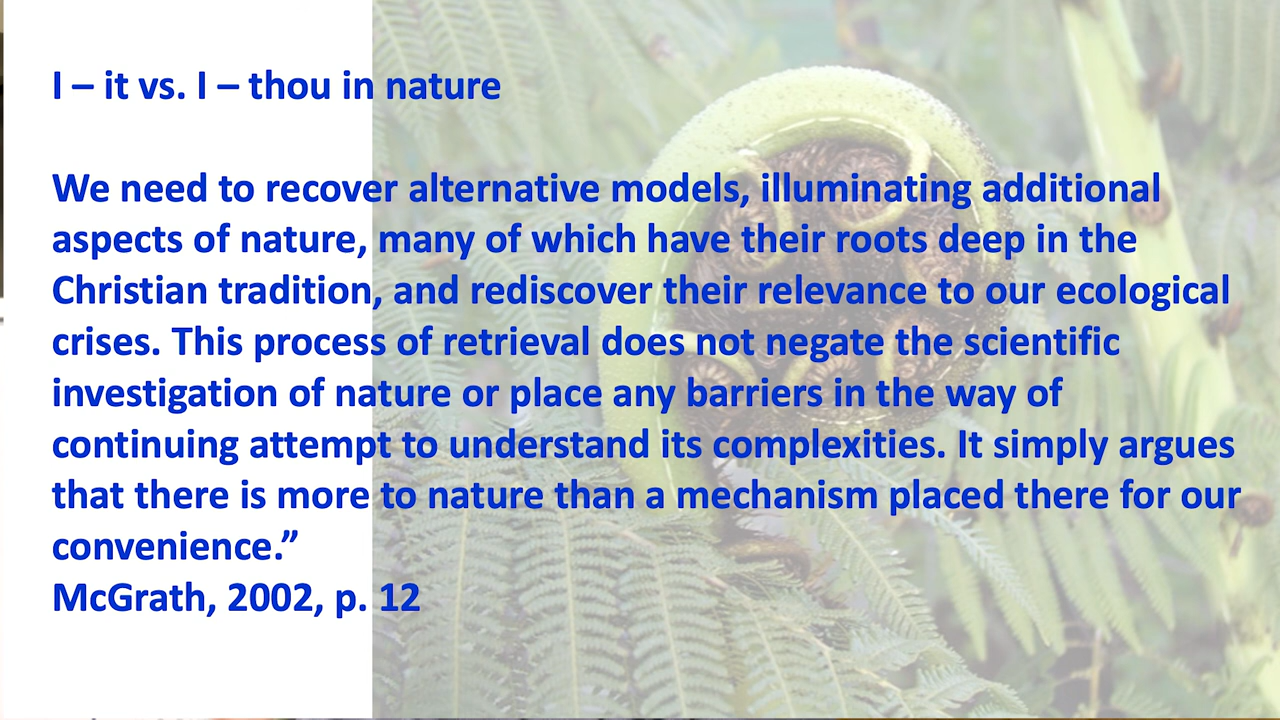 I – it vs. I – thou in nature
We need to recover alternative models, illuminating additional
aspects of nature, many of which have their roots deep in the
Christian tradition, and rediscover their relevance to our ecological
crises. This process of retrieval does not negate the scientific
investigation of nature or place any barriers in the way of
continuing attempt to understand its complexities. It simply argues
that there is more to nature than a mechanism placed there for our
convenience.”
McGrath, 2002, p. 12